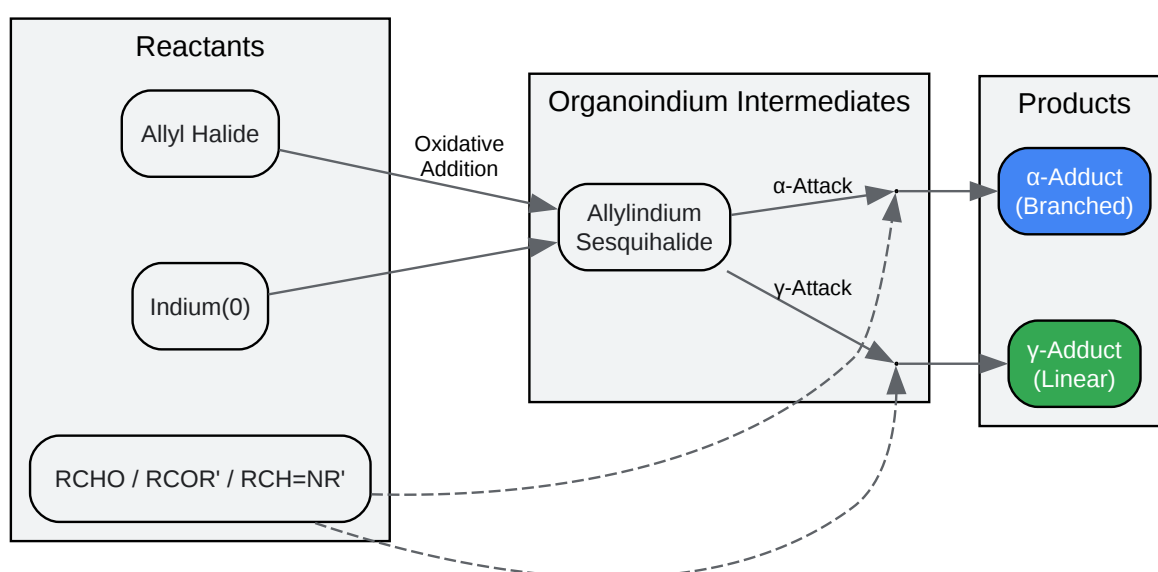 Reactants
Allyl Halide
Indium(0)
RCHO / RCOR' / RCH=NR'
Oxidative
Addition
Organoindium Intermediates
Allylindium
Sesquihalide
α-Attack
γ-Attack
Products
α-Adduct
(Branched)
γ-Adduct
(Linear)